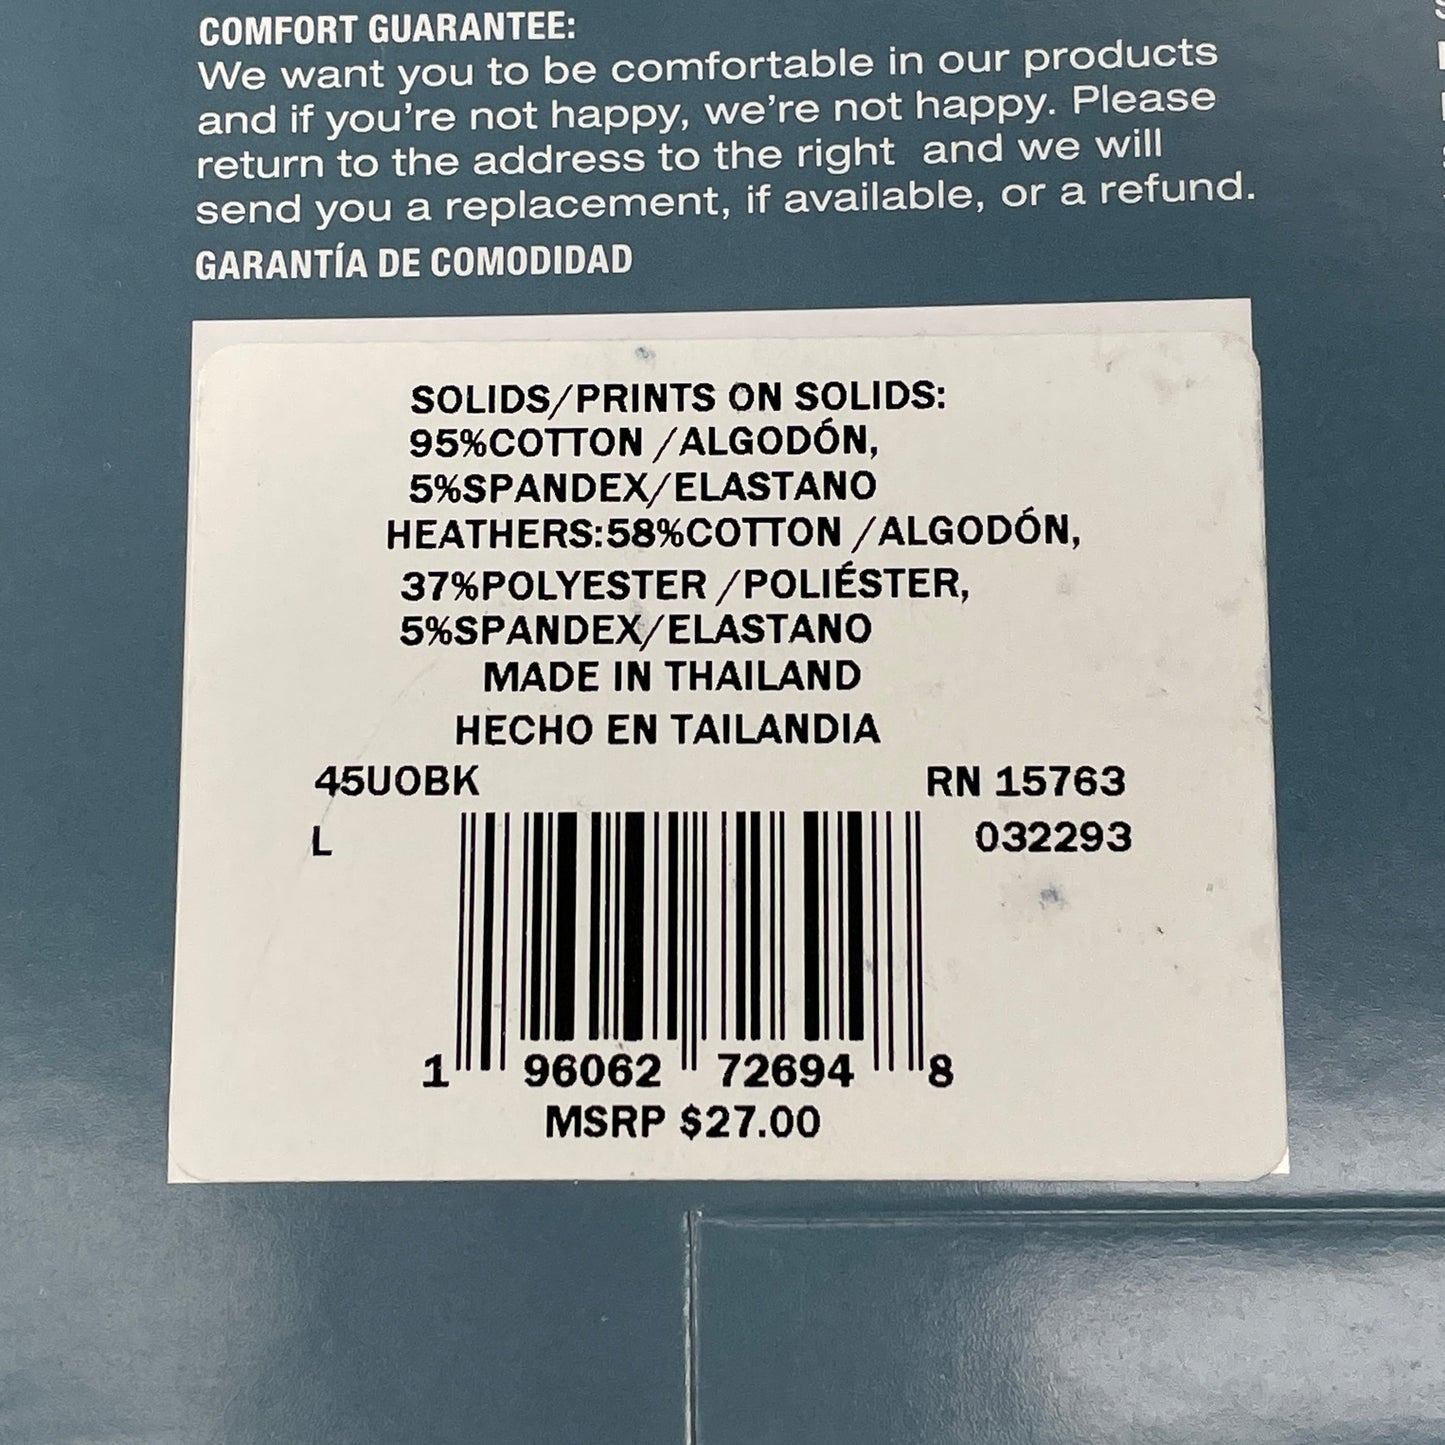 COMFORT GUARANTEE:
We want you to be comfortable in our products
and if you're not happy, we're not happy. Please
return to the address to the right and we will
send you a replacement, if available, or a refund.
GARANTÍA DE COMODIDAD
SOLIDS/PRINTS ON SOLIDS:
95%COTTON /ALGODÓN,
5%SPANDEX/ELASTANO
HEATHERS:58%COTTON /ALGODÓN,
37%POLYESTER /POLIÉSTER,
5%SPANDEX/ELASTANO
MADE IN THAILAND
HECHO EN TAILANDIA
45UOBK RN 15763
L 032293
1 96062 72694 8
MSRP $27.00